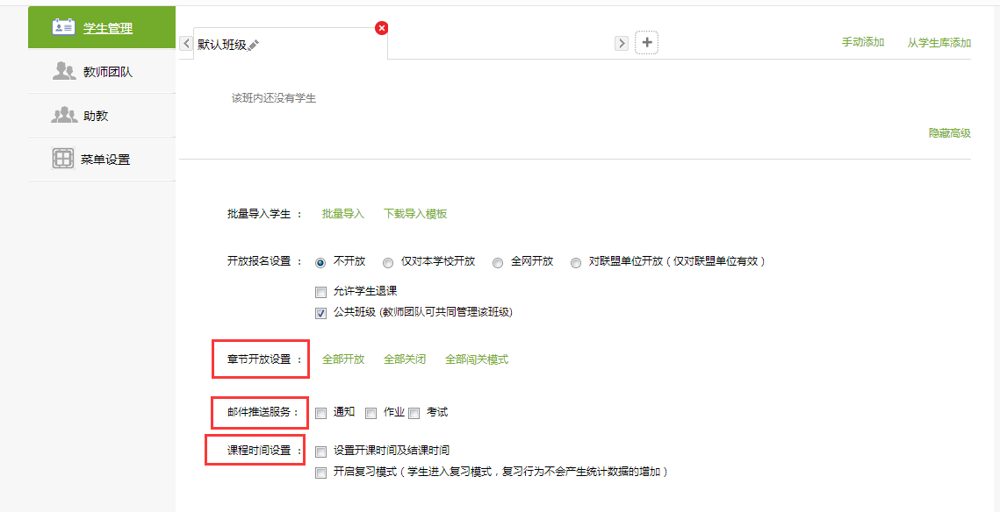 学生管理
教师团队
助教
菜单设置
默认班级
手动添加 从学生库添加
该班内还没有学生
隐藏高级
批量导入学生 : 批量导入 下载导入模板
开放报名设置 : 不开放 仅对本学校开放 全网开放 对联盟单位开放(仅对联盟单位有效)
允许学生退课
公共班级 (教师团队可共同管理该班级)
章节开放设置 : 全部开放 全部关闭 全部闯关模式
邮件推送服务 : 通知 作业 考试
课程时间设置 : 设置开课时间及结课时间
开启复习模式(学生进入复习模式，复习行为不会产生统计数据的增加)